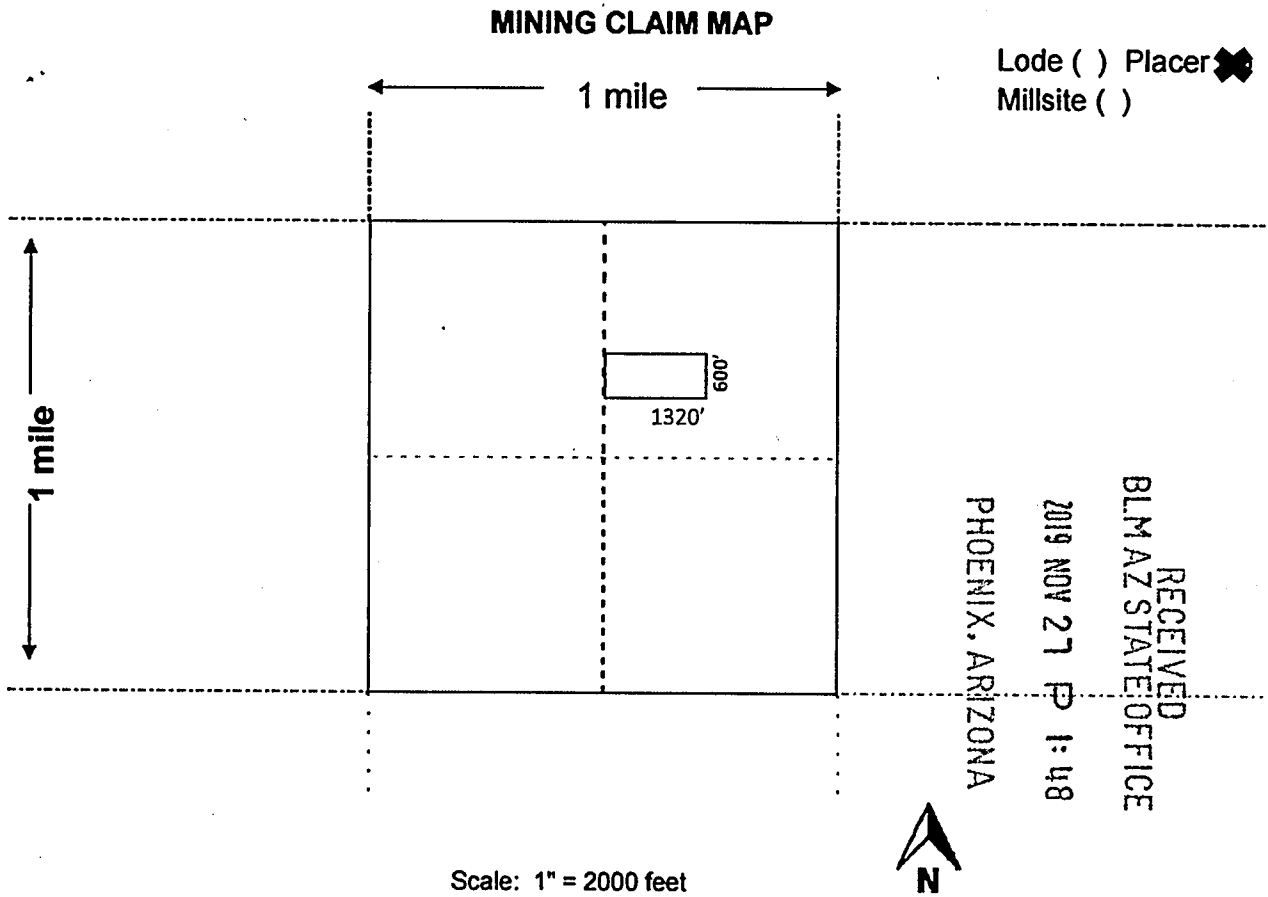 MINING CLAIM MAP
Lode ( ) Placer
Millsite ( )
1 mile
1 mile
600'
1320'
RECEIVED
BLM AZ STATE OFFICE
2019 NOV 27 P 1:48
PHOENIX, ARIZONA
N
Scale: 1" = 2000 feet